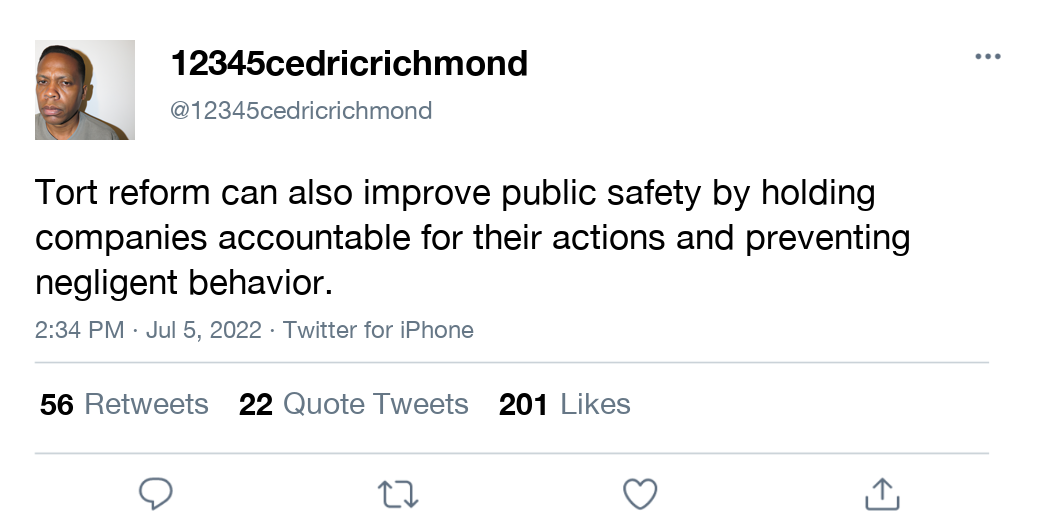 12345cedricrichmond
@12345cedricrichmond
Tort reform can also improve public safety by holding
companies accountable for their actions and preventing
negligent behavior.
2:34 PM · Jul 5, 2022 · Twitter for iPhone
56 Retweets 22 Quote Tweets 201 Likes